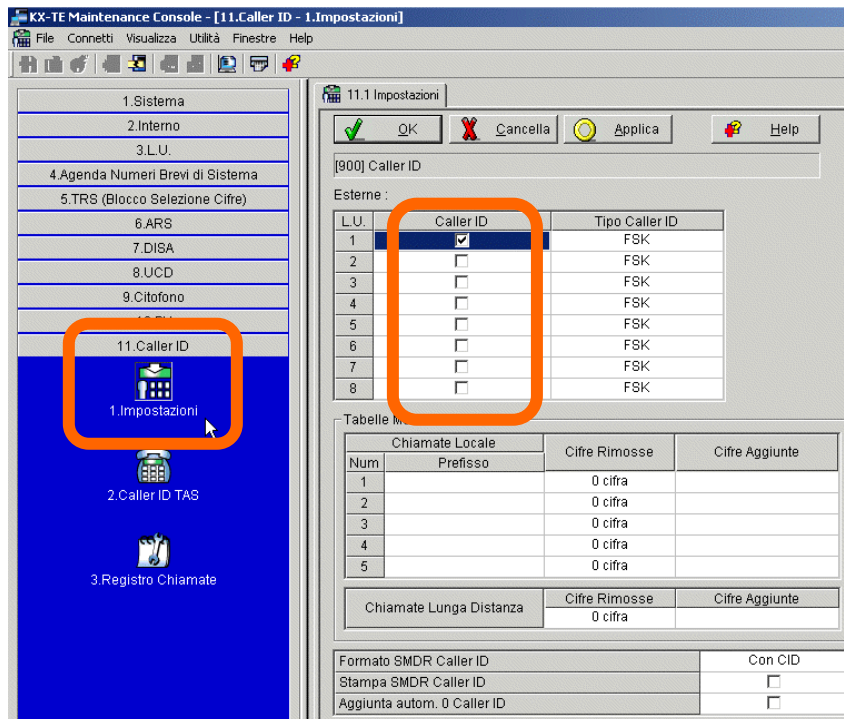 KX-TE Maintenance Console - [11.Caller ID - 1.Impostazioni]
File Connetti Visualizza Utilità Finestre Help
1.Sistema
2.Interno
3.L.U.
4.Agenda Numeri Brevi di Sistema
5.TRS (Blocco Selezione Cifre)
6.ARS
7.DISA
8.UCD
9.Citofono
11.Caller ID
1.Impostazioni
2.Caller ID TAS
3.Registro Chiamate
11.1 Impostazioni
OK Cancella Applica Help
[900] Caller ID
Esterne :
L.U. Caller ID Tipo Caller ID
1 FSK
2 FSK
3 FSK
4 FSK
5 FSK
6 FSK
7 FSK
8 FSK
Tabelle
Chiamate Locale Cifre Rimosse Cifre Aggiunte
Num Prefisso
1 0 cifra
2 0 cifra
3 0 cifra
4 0 cifra
5 0 cifra
Chiamate Lunga Distanza Cifre Rimosse Cifre Aggiunte
0 cifra
Formato SMDR Caller ID Con CID
Stampa SMDR Caller ID
Aggiunta autom. 0 Caller ID